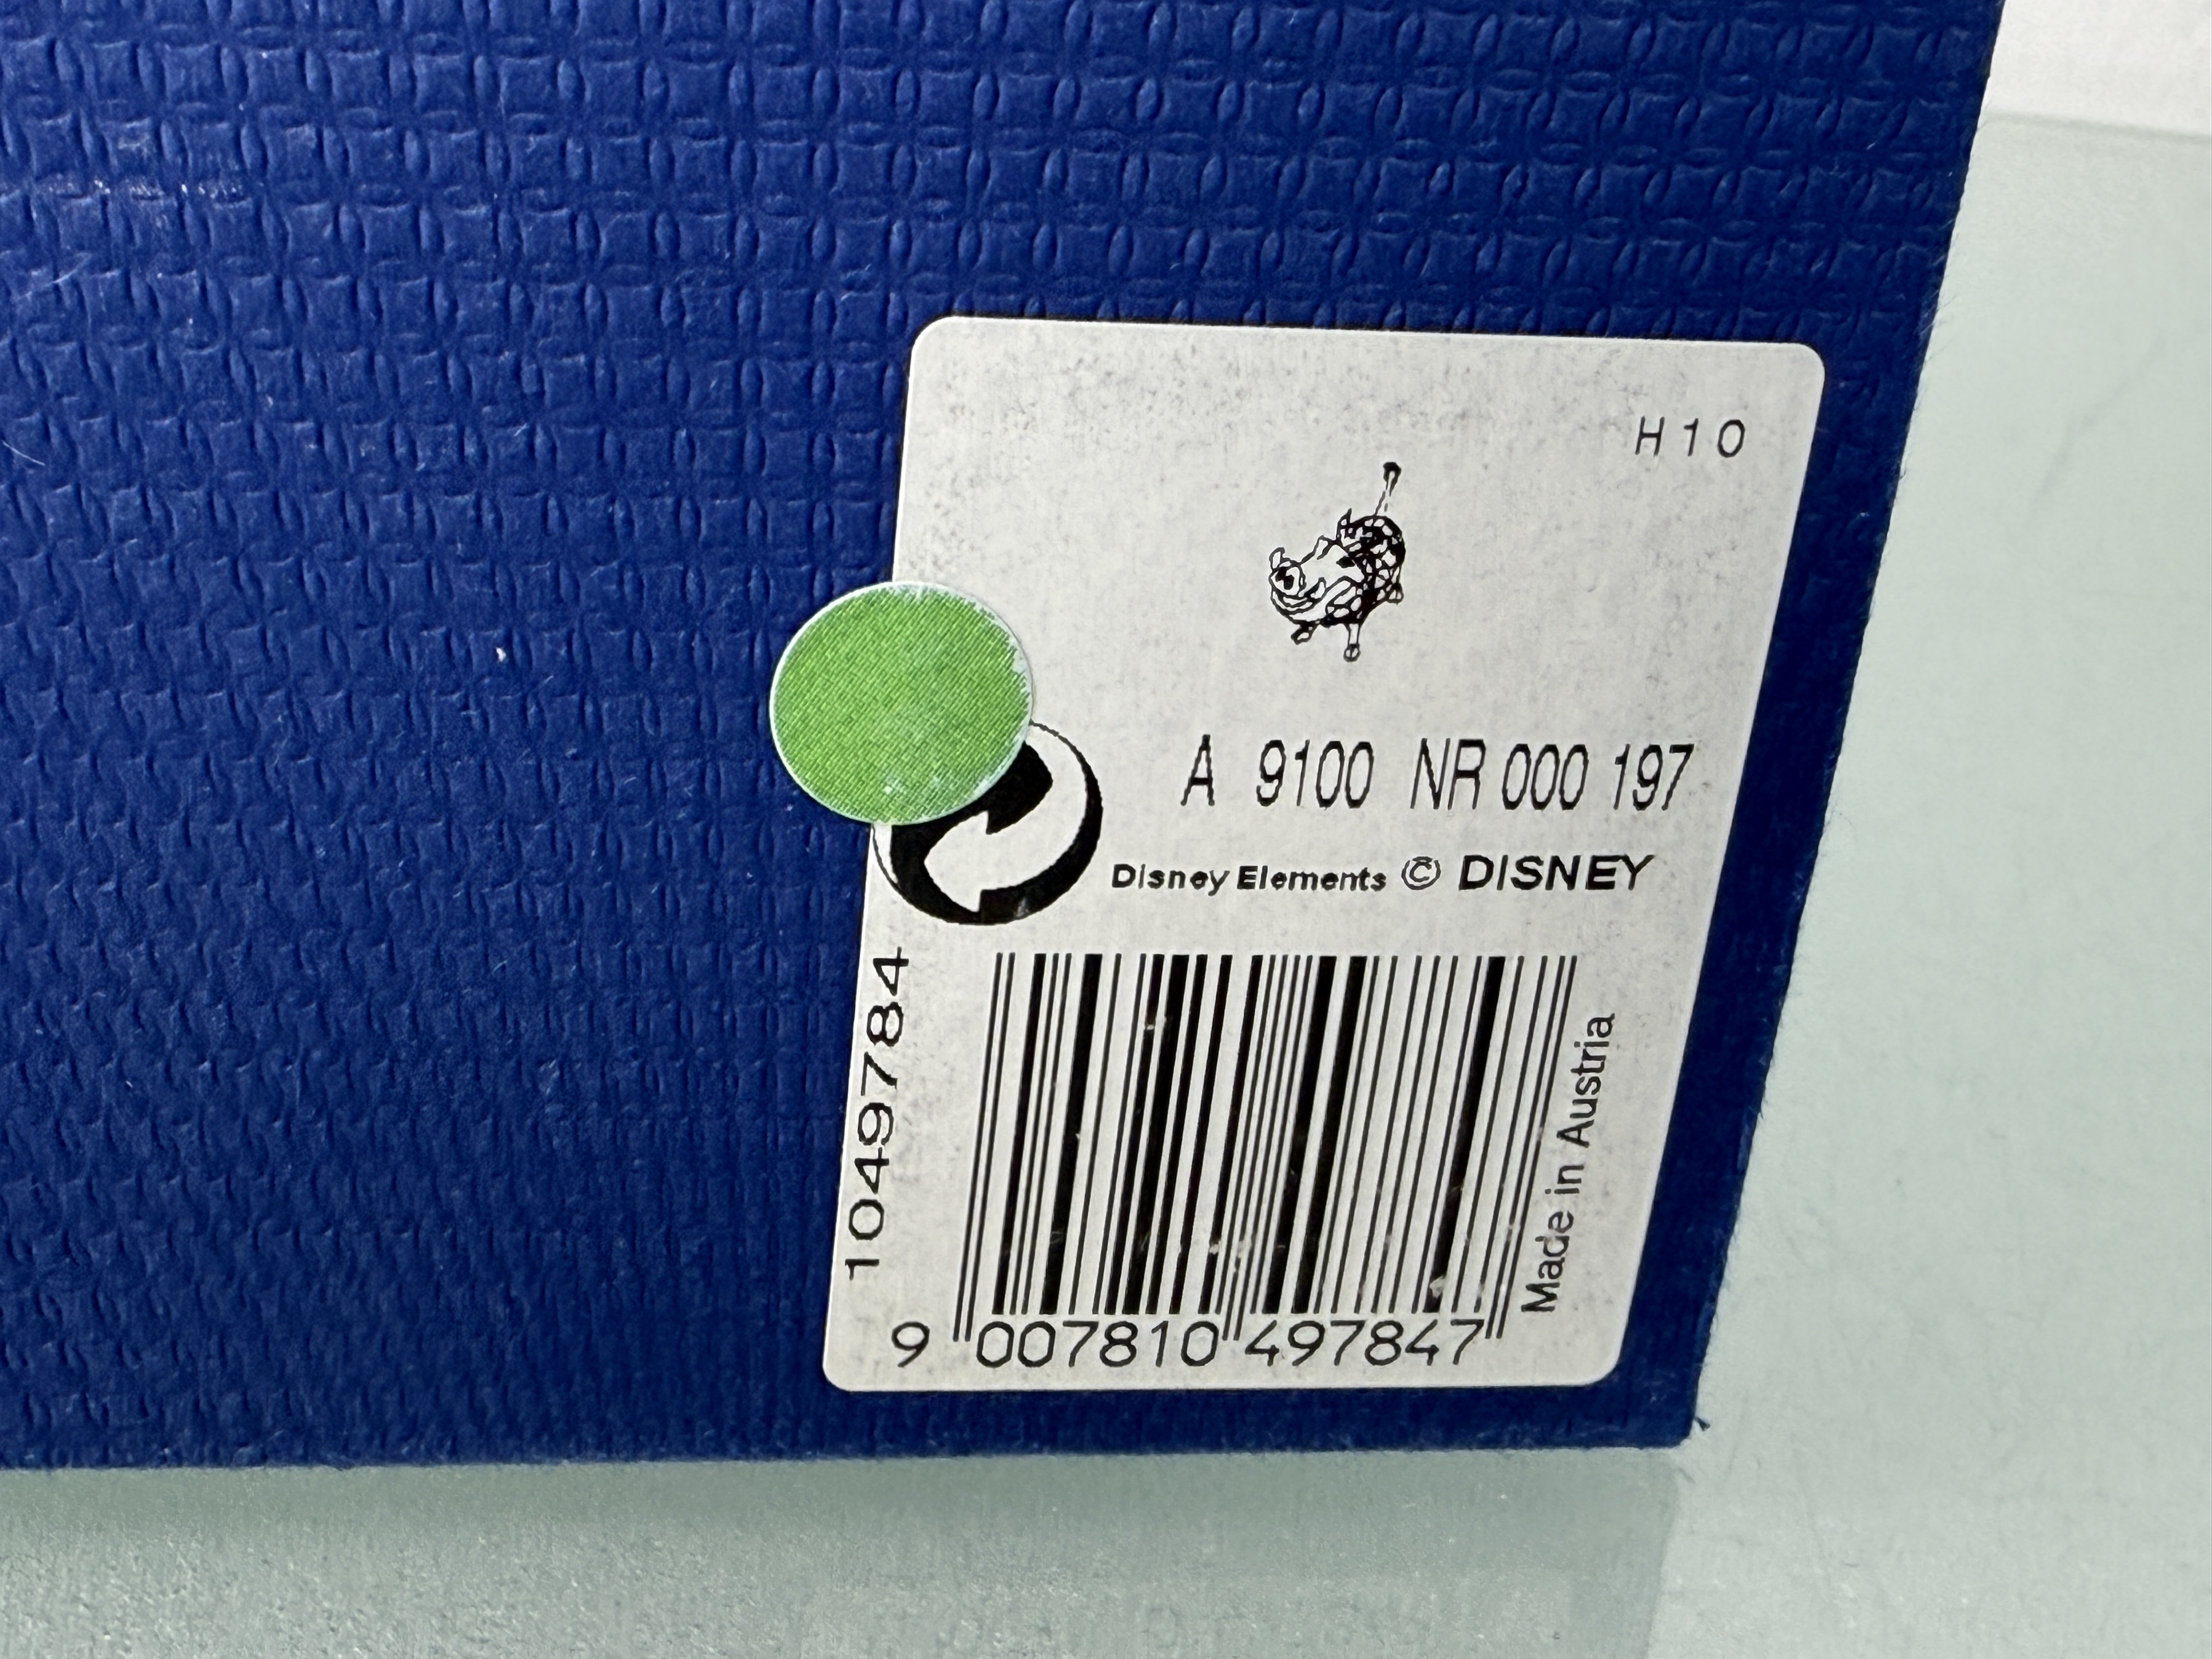 H10
A 9100 NR 000 197
Disney Elements © DISNEY
1049784
Made in Austria
9 007810 497847